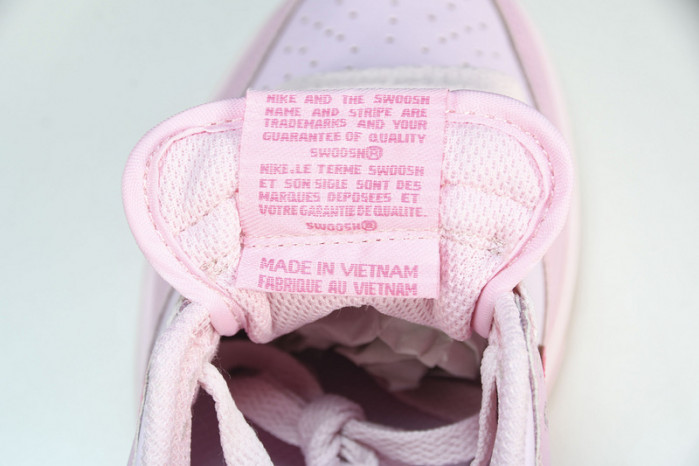 NIKE AND THE SWOOSH
NAME AND STRIPE ARE
TRADEMARKS AND YOUR
GUARANTEE OF QUALITY
SWOOSH®
NIKE.LE TERME SWOOSH
ET SON SIGLE SONT DES
MARQUES DEPOSEES ET
VOTRE GARANTIE DE QUALITE.
SWOOSH®
MADE IN VIETNAM
FABRIQUE AU VIETNAM